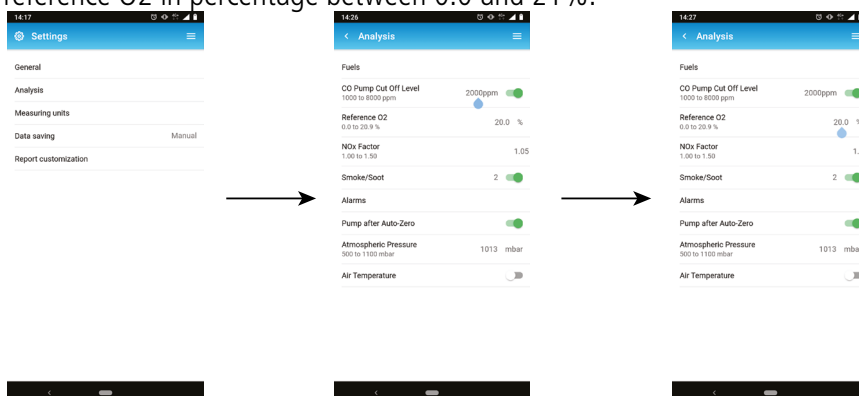 reference O2 in percentage between 0.0 and 21 %.
14:17
Settings
General
Analysis
Measuring units
Data saving Manual
Report customization
14:26
Analysis
Fuels
CO Pump Cut Off Level 2000ppm
1000 to 8000 ppm
Reference O2 20.0 %
0.0 to 20.9 %
NOx Factor 1.05
1.00 to 1.50
Smoke/Soot 2
Alarms
Pump after Auto-Zero
Atmospheric Pressure 1013 mbar
500 to 1100 mbar
Air Temperature
14:27
Analysis
Fuels
CO Pump Cut Off Level 2000ppm
1000 to 8000 ppm
Reference O2 20.0
0.0 to 20.9 %
NOx Factor 1.
1.00 to 1.50
Smoke/Soot 2
Alarms
Pump after Auto-Zero
Atmospheric Pressure 1013 mba
500 to 1100 mbar
Air Temperature